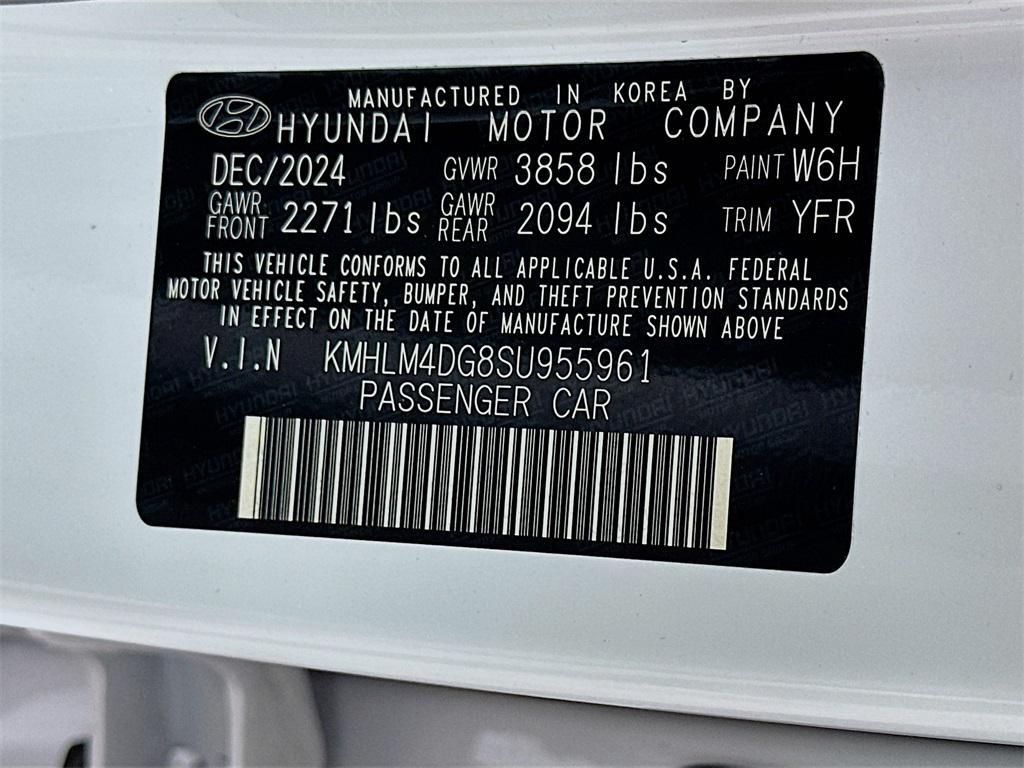 MANUFACTURED IN KOREA BY
HYUNDAI MOTOR COMPANY
DEC/2024 GVWR 3858 lbs PAINT W6H
GAWR FRONT 2271 lbs GAWR REAR 2094 lbs TRIM YFR
THIS VEHICLE CONFORMS TO ALL APPLICABLE U.S.A. FEDERAL
MOTOR VEHICLE SAFETY, BUMPER, AND THEFT PREVENTION STANDARDS
IN EFFECT ON THE DATE OF MANUFACTURE SHOWN ABOVE
V.I.N KMHLM4DG8SU955961
PASSENGER CAR